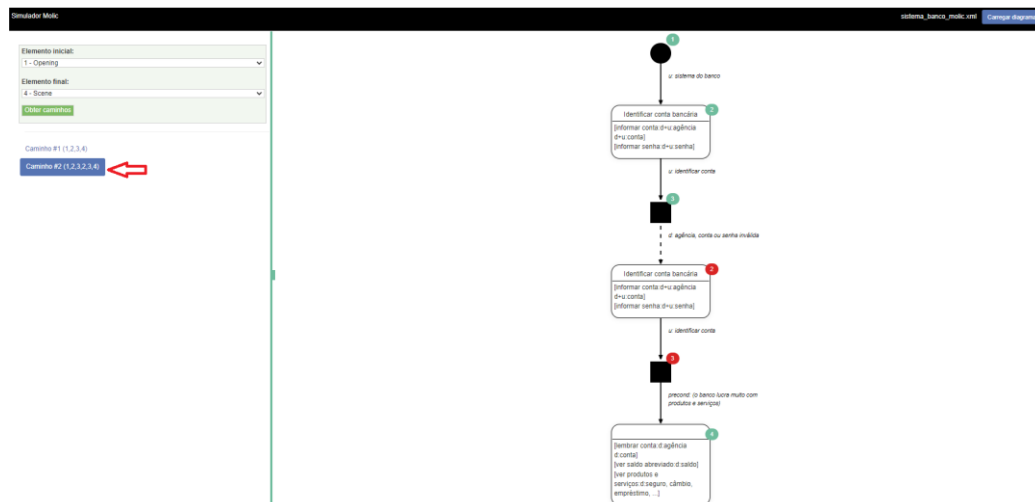 Simulador Molic
sistema_banco_molic.xml
Carregar diagrama
Elemento inicial:
1 - Opening
Elemento final:
4 - Scene
Obter caminhos
Caminho #1 (1,2,3,4)
Caminho #2 (1,2,3,2,3,4)
1
u: sistema do banco
2
Identificar conta bancária
[informar conta:d+u:agência
d+u:conta]
[informar senha:d+u:senha]
u: identificar conta
3
d: agência, conta ou senha inválida
2
Identificar conta bancária
[informar conta:d+u:agência
d+u:conta]
[informar senha:d+u:senha]
u: identificar conta
3
precond: (o banco lucra muito com
produtos e serviços)
4
[lembrar conta:d:agência
d:conta]
[ver saldo abreviado:d:saldo]
[ver produtos e
serviços:d:seguro, câmbio,
empréstimo, ...]